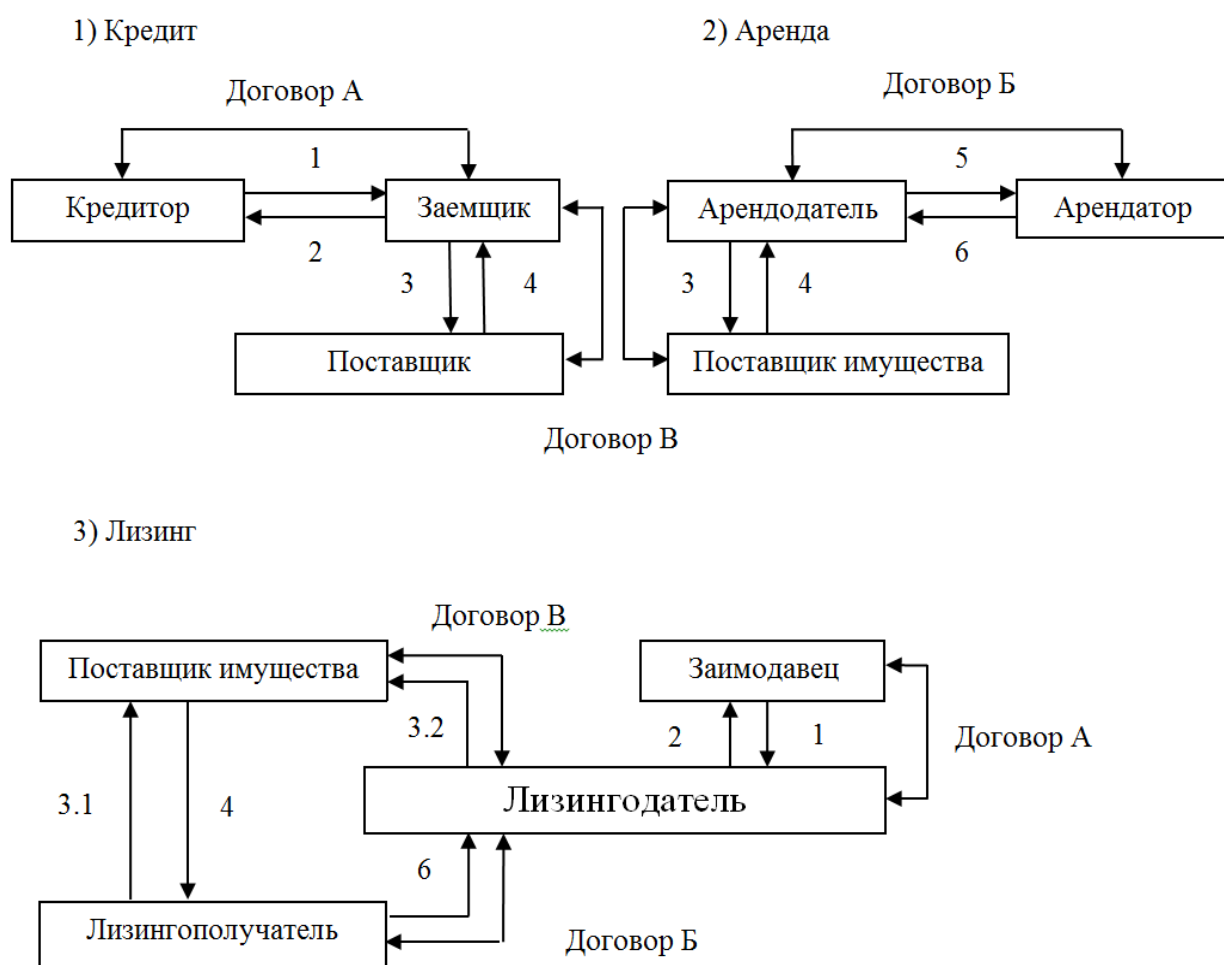 1) Кредит
2) Аренда
Договор А
Договор Б
1
5
Кредитор
Заемщик
Арендодатель
Арендатор
2
6
3
4
3
4
Поставщик
Поставщик имущества
Договор В
3) Лизинг
Договор В
Поставщик имущества
Заимодавец
3.2
2
1
Договор А
3.1
4
Лизингодатель
6
Лизингополучатель
Договор Б